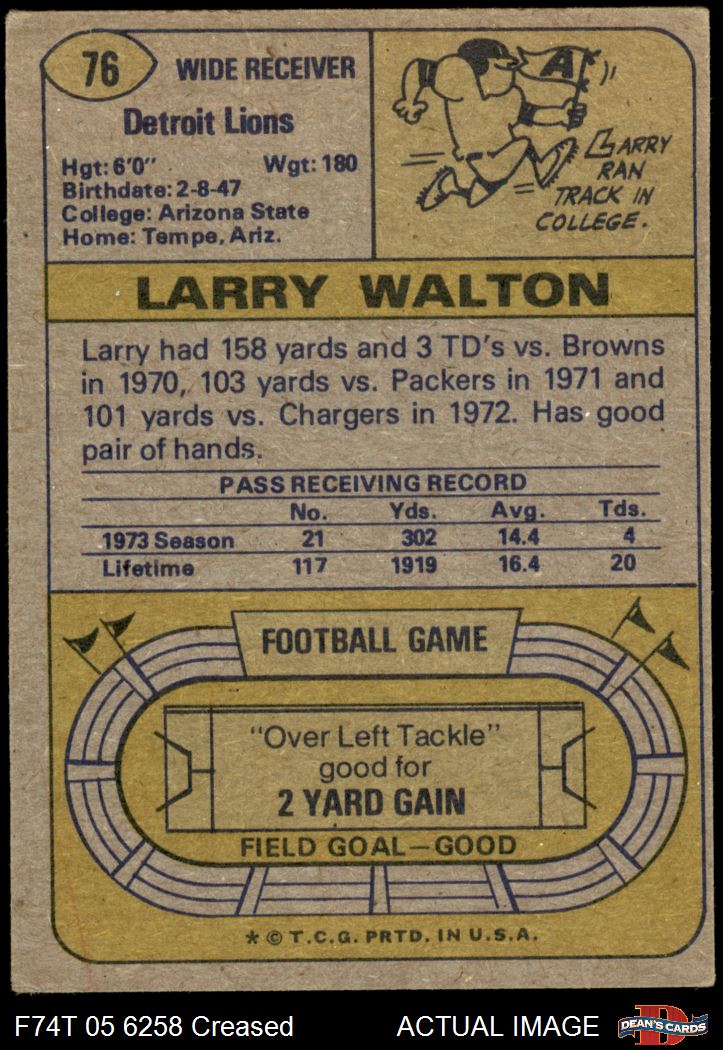 76
WIDE RECEIVER
Detroit Lions
Hgt: 6'0" Wgt: 180
Birthdate: 2-8-47
College: Arizona State
Home: Tempe, Ariz.
A
LARRY
RAN
TRACK IN
COLLEGE.
LARRY WALTON
Larry had 158 yards and 3 TD's vs. Browns
in 1970, 103 yards vs. Packers in 1971 and
101 yards vs. Chargers in 1972. Has good
pair of hands.
PASS RECEIVING RECORD
No. Yds. Avg. Tds.
1973 Season 21 302 14.4 4
Lifetime 117 1919 16.4 20
FOOTBALL GAME
"Over Left Tackle"
good for
2 YARD GAIN
FIELD GOAL—GOOD
* © T.C.G. PRTD. IN U.S.A.
F74T 05 6258 Creased ACTUAL IMAGE
D
DEAN'S CARDS